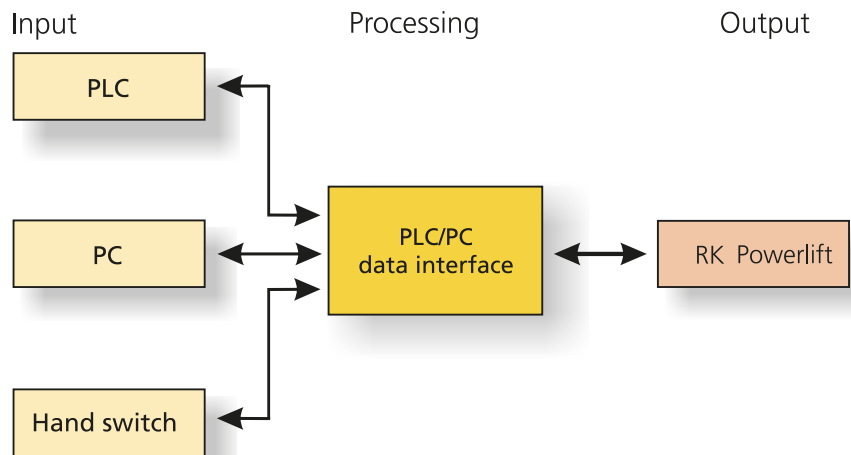 Input
Processing
Output
PLC
PC
Hand switch
PLC/PC
data interface
RK Powerlift